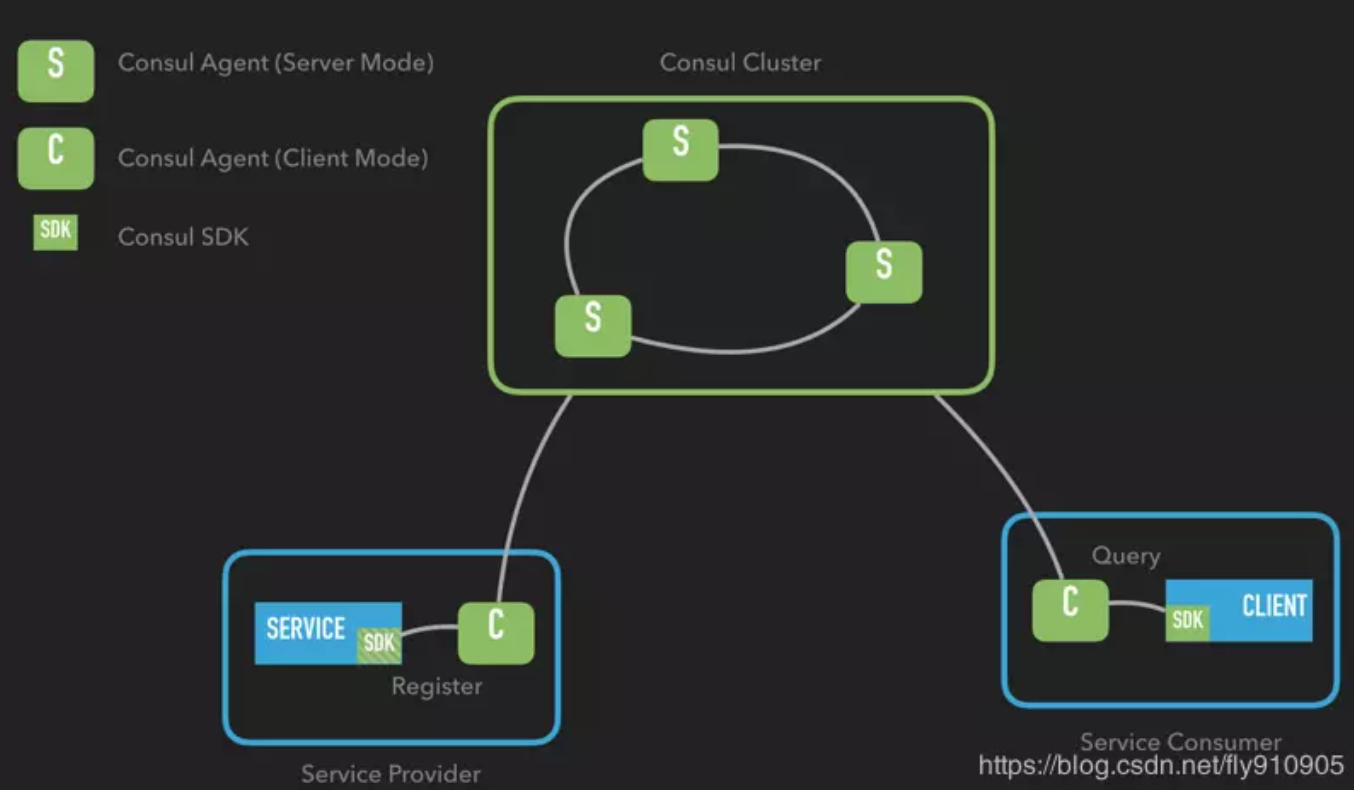 S
Consul Agent (Server Mode)
C
Consul Agent (Client Mode)
SDK
Consul SDK
Consul Cluster
S
S
S
SERVICE
SDK
C
Register
Service Provider
Query
C
SDK
CLIENT
Service Consumer
https://blog.csdn.net/fly910905